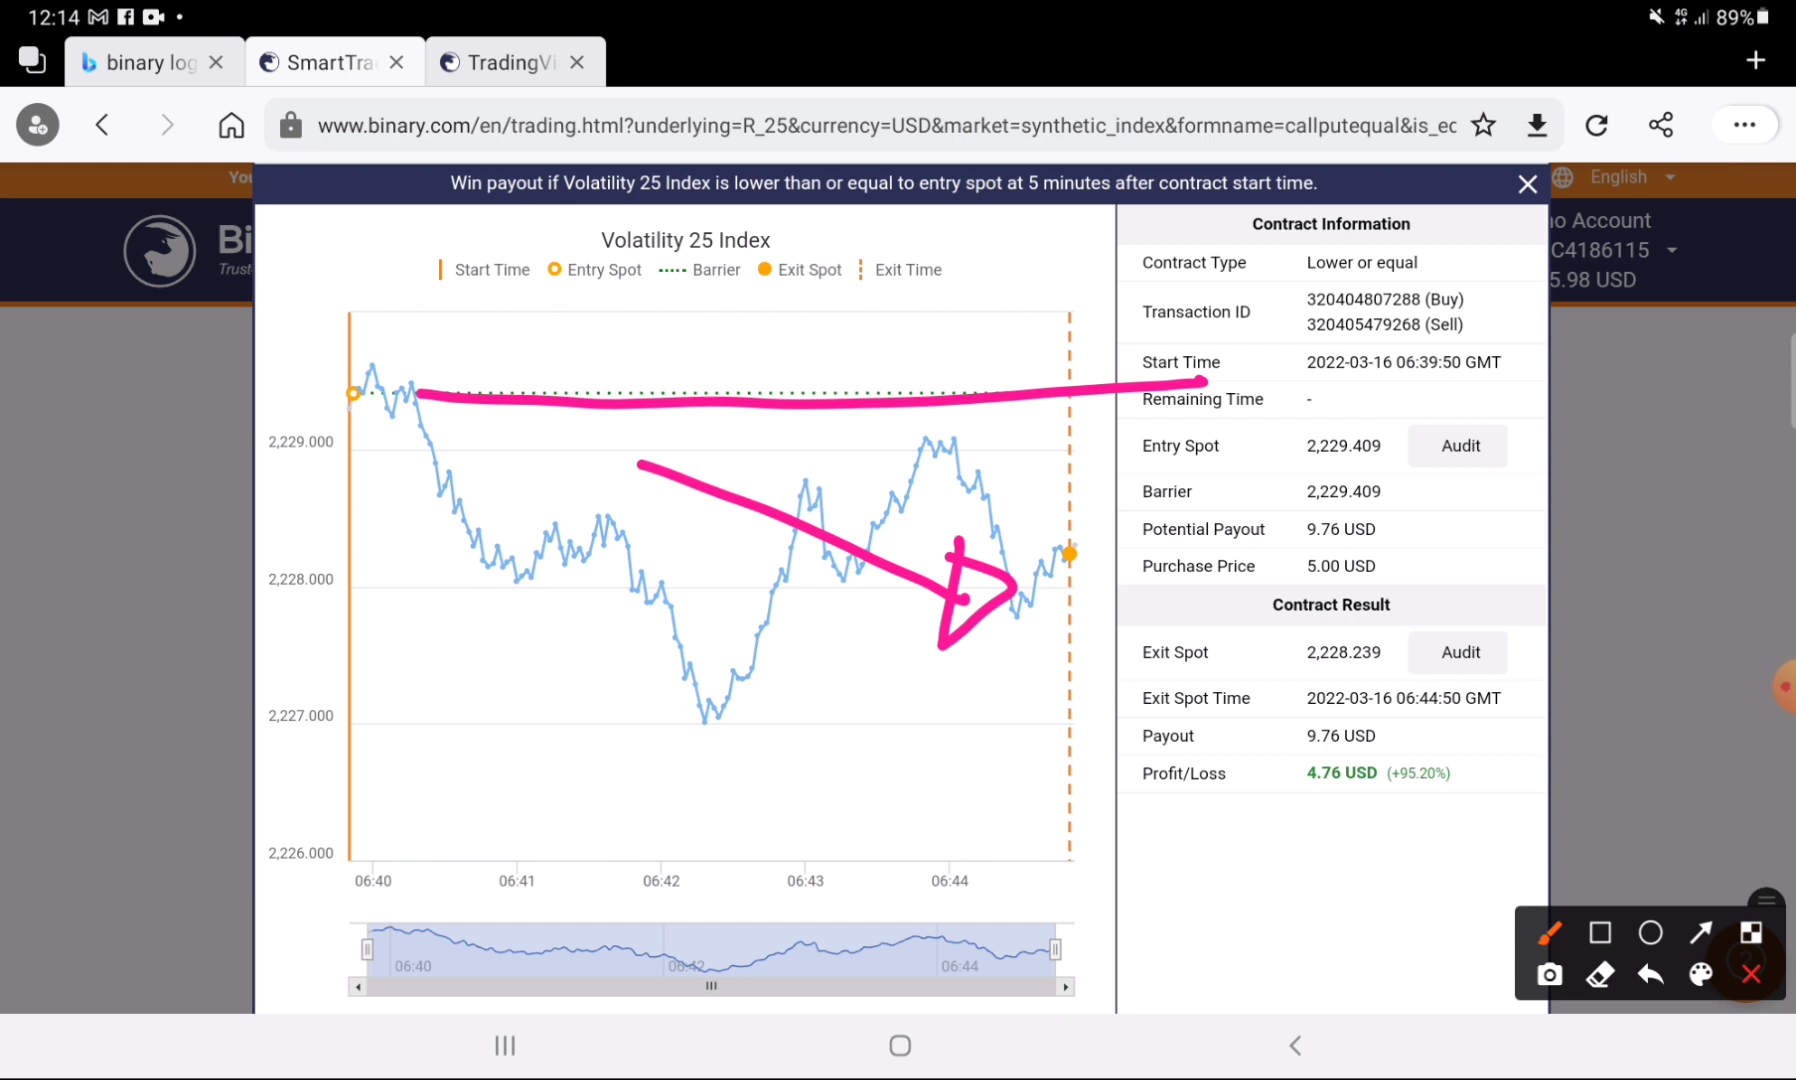 12:14
4G 89%
binary log
SmartTra
TradingVi
www.binary.com/en/trading.html?underlying=R_25&currency=USD&market=synthetic_index&formname=callputequal&is_ec
You
Win payout if Volatility 25 Index is lower than or equal to entry spot at 5 minutes after contract start time.
English
Bi
Trust
o Account
C4186115
5.98 USD
Volatility 25 Index
Start Time Entry Spot Barrier Exit Spot Exit Time
2,229.000
2,228.000
2,227.000
2,226.000
06:40 06:41 06:42 06:43 06:44
06:40 06:42 06:44
Contract Information
Contract Type Lower or equal
Transaction ID 320404807288 (Buy)
320405479268 (Sell)
Start Time 2022-03-16 06:39:50 GMT
Remaining Time -
Entry Spot 2,229.409 Audit
Barrier 2,229.409
Potential Payout 9.76 USD
Purchase Price 5.00 USD
Contract Result
Exit Spot 2,228.239 Audit
Exit Spot Time 2022-03-16 06:44:50 GMT
Payout 9.76 USD
Profit/Loss 4.76 USD (+95.20%)